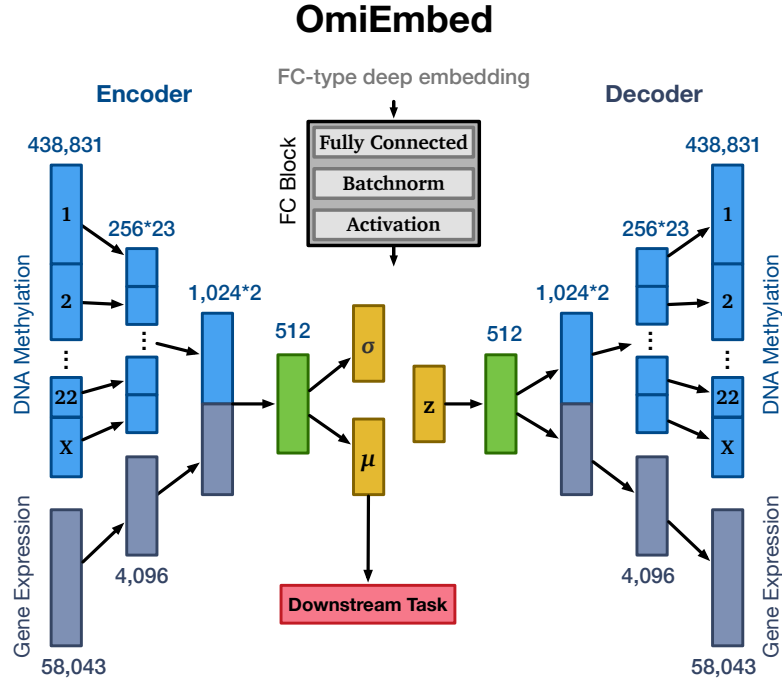 OmiEmbed
FC-type deep embedding
Encoder
Decoder
FC Block
Fully Connected
Batchnorm
Activation
438,831
256*23
1,024*2
512
DNA Methylation
1
2
...
22
X
...
Gene Expression
4,096
58,043
σ
μ
Downstream Task
z
512
1,024*2
256*23
438,831
...
1
2
...
22
X
DNA Methylation
4,096
58,043
Gene Expression